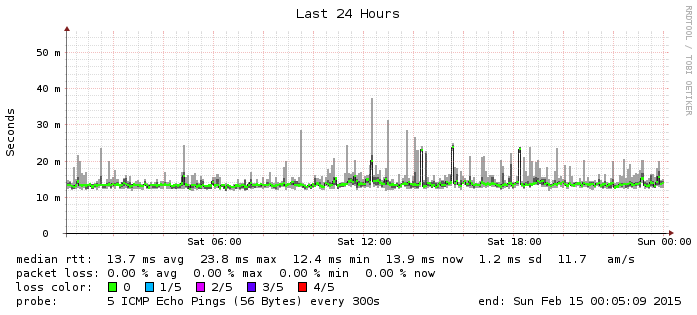 Last 24 Hours
RRDTOOL / TOBI OETIKER
Seconds
50 m
40 m
30 m
20 m
10 m
0
Sat 06:00 Sat 12:00 Sat 18:00 Sun 00:00
median rtt: 13.7 ms avg 23.8 ms max 12.4 ms min 13.9 ms now 1.2 ms sd 11.7 am/s
packet loss: 0.00 % avg 0.00 % max 0.00 % min 0.00 % now
loss color: 0 1/5 2/5 3/5 4/5
probe: 5 ICMP Echo Pings (56 Bytes) every 300s end: Sun Feb 15 00:05:09 2015